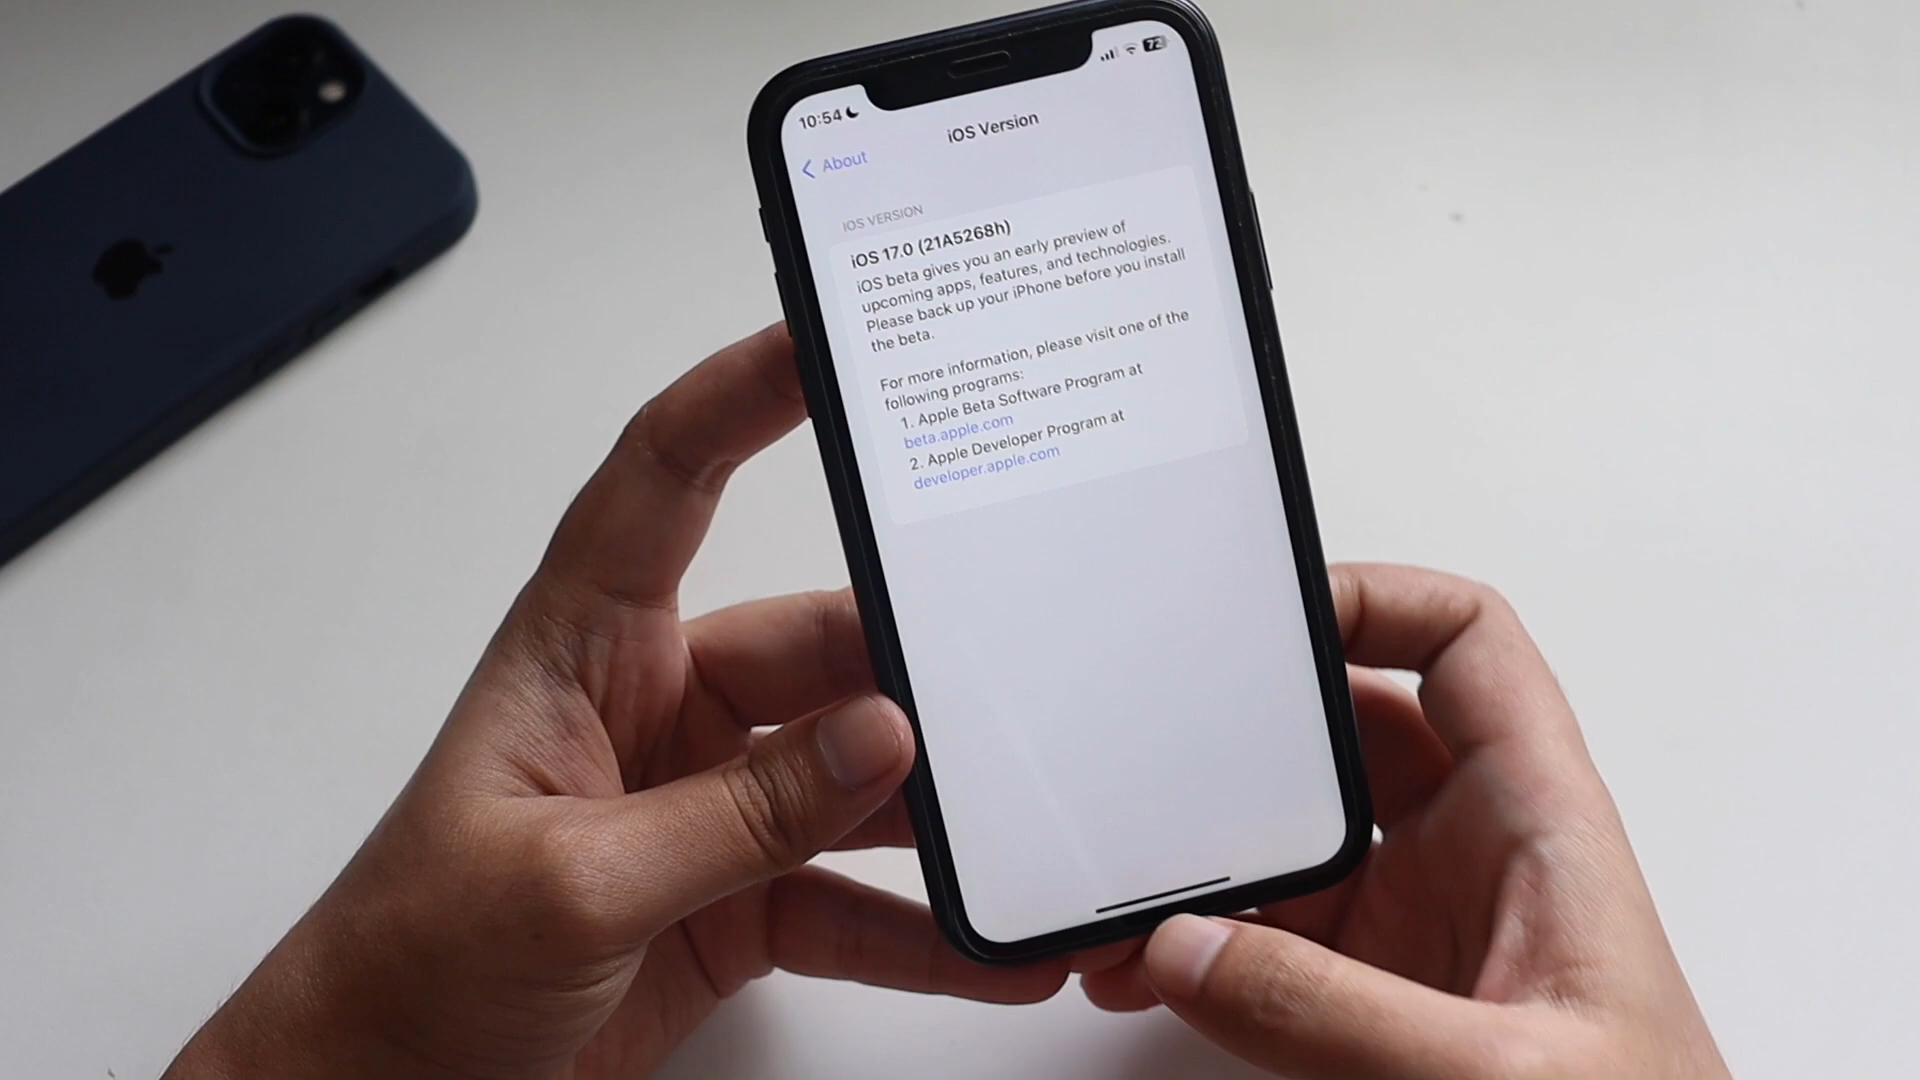 10:54
72
iOS Version
About
IOS VERSION
iOS 17.0 (21A5268h)
iOS beta gives you an early preview of
upcoming apps, features, and technologies.
Please back up your iPhone before you install
the beta.
For more information, please visit one of the
following programs:
1. Apple Beta Software Program at
beta.apple.com
2. Apple Developer Program at
developer.apple.com